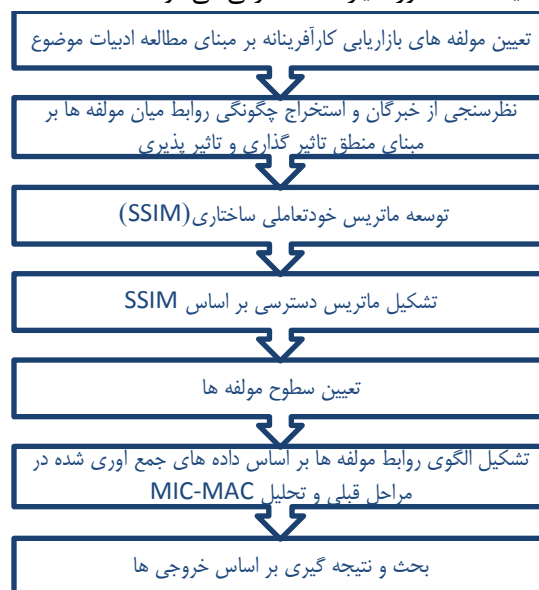 تعیین مولفه های بازاریابی کارآفرینانه بر مبنای مطالعه ادبیات موضوع
نظرسنجی از خبرگان و استخراج چگونگی روابط میان مولفه ها بر
مبنای منطق تاثیر گذاری و تاثیر پذیری
توسعه ماتریس خودتعاملی ساختاری(SSIM)
تشکیل ماتریس دسترسی بر اساس SSIM
تعیین سطوح مولفه ها
تشکیل الگوی روابط مولفه ها بر اساس داده های جمع اوری شده در
مراحل قبلی و تحلیل MIC-MAC
بحث و نتیجه گیری بر اساس خروجی ها